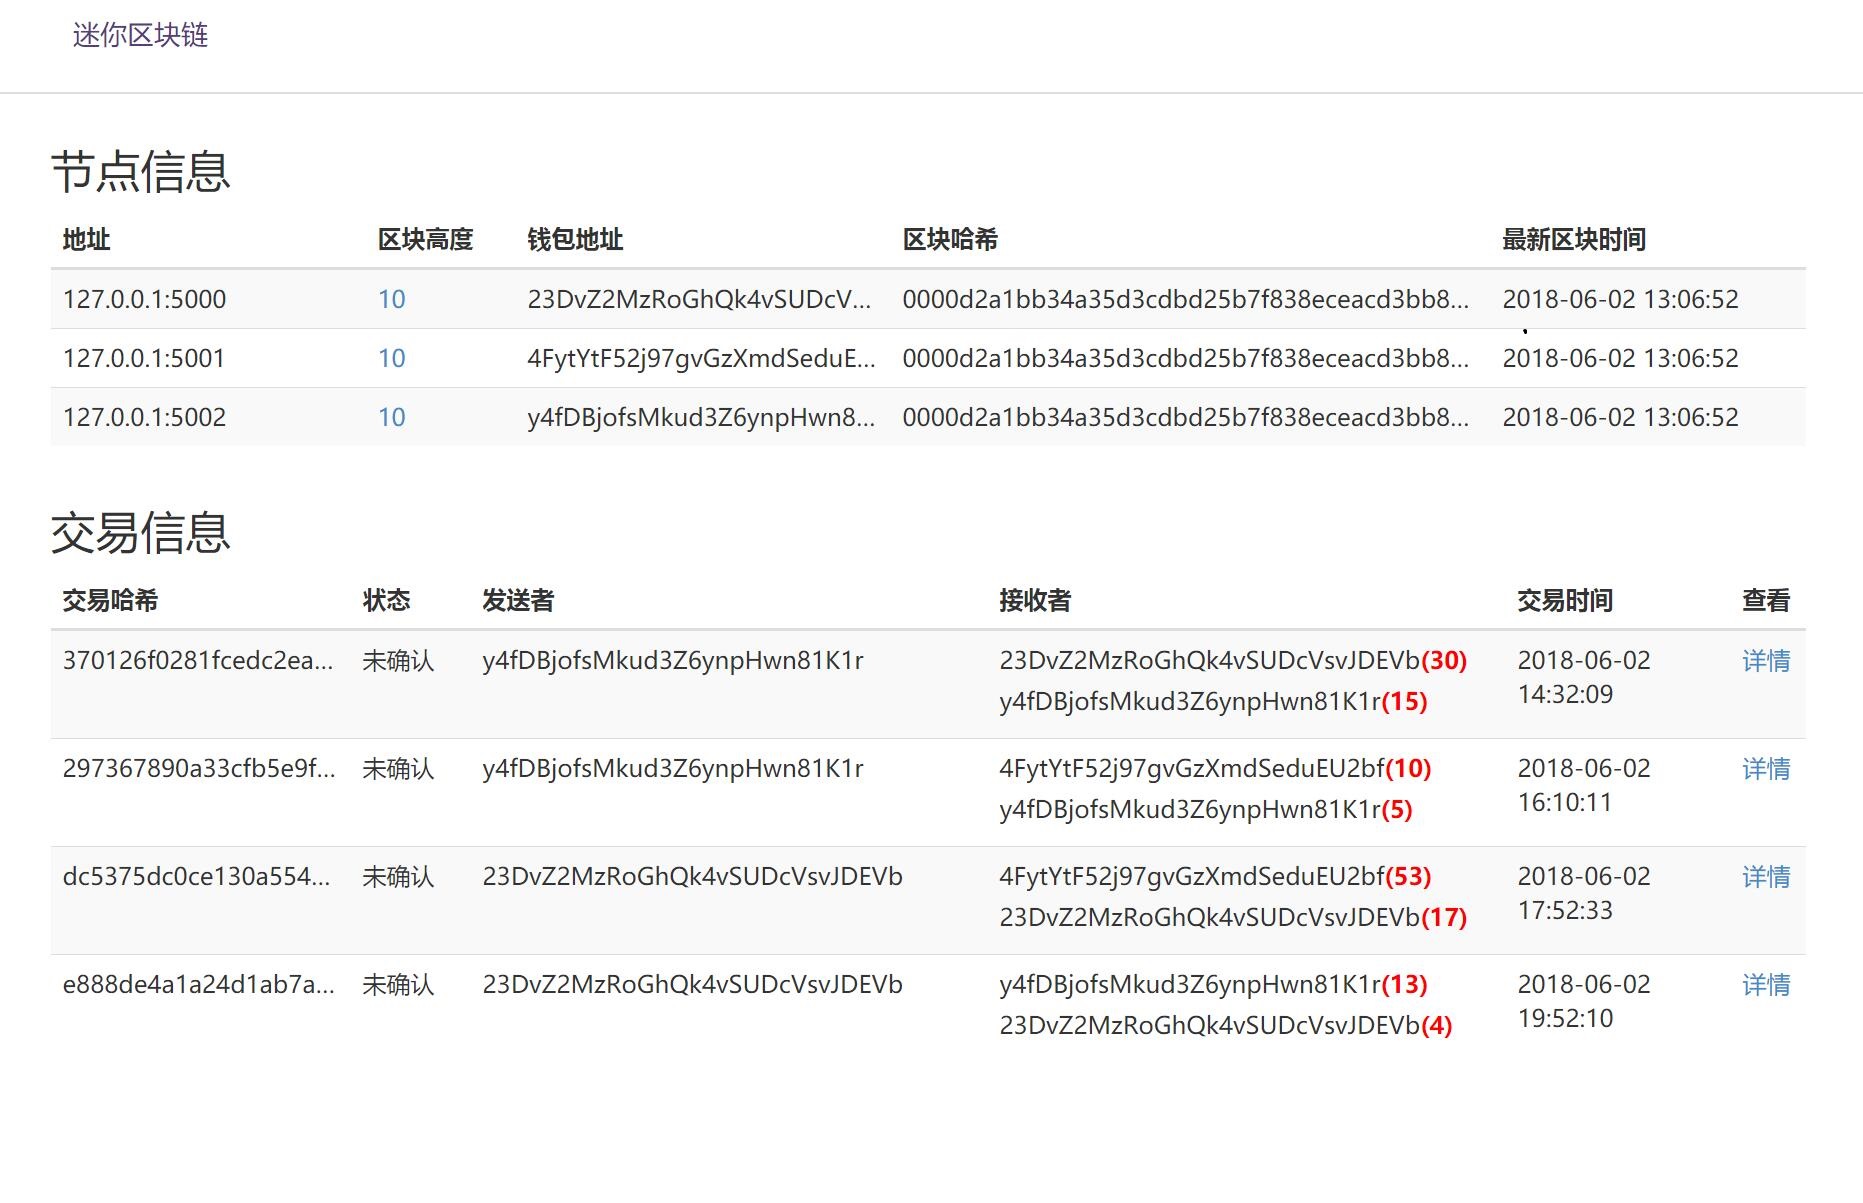 迷你区块链
节点信息
地址 区块高度 钱包地址 区块哈希 最新区块时间
127.0.0.1:5000 10 23DvZ2MzRoGhQk4vSUDcV... 0000d2a1bb34a35d3cdbd25b7f838eceacd3bb8... 2018-06-02 13:06:52
127.0.0.1:5001 10 4FytYtF52j97gvGzXmdSeduE... 0000d2a1bb34a35d3cdbd25b7f838eceacd3bb8... 2018-06-02 13:06:52
127.0.0.1:5002 10 y4fDBjofsMkud3Z6ynpHwn8... 0000d2a1bb34a35d3cdbd25b7f838eceacd3bb8... 2018-06-02 13:06:52
交易信息
交易哈希 状态 发送者 接收者 交易时间 查看
370126f0281fcedc2ea... 未确认 y4fDBjofsMkud3Z6ynpHwn81K1r 23DvZ2MzRoGhQk4vSUDcVsvJDEVb(30) 2018-06-02 详情
y4fDBjofsMkud3Z6ynpHwn81K1r(15) 14:32:09
297367890a33cfb5e9f... 未确认 y4fDBjofsMkud3Z6ynpHwn81K1r 4FytYtF52j97gvGzXmdSeduEU2bf(10) 2018-06-02 详情
y4fDBjofsMkud3Z6ynpHwn81K1r(5) 16:10:11
dc5375dc0ce130a554... 未确认 23DvZ2MzRoGhQk4vSUDcVsvJDEVb 4FytYtF52j97gvGzXmdSeduEU2bf(53) 2018-06-02 详情
23DvZ2MzRoGhQk4vSUDcVsvJDEVb(17) 17:52:33
e888de4a1a24d1ab7a... 未确认 23DvZ2MzRoGhQk4vSUDcVsvJDEVb y4fDBjofsMkud3Z6ynpHwn81K1r(13) 2018-06-02 详情
23DvZ2MzRoGhQk4vSUDcVsvJDEVb(4) 19:52:10